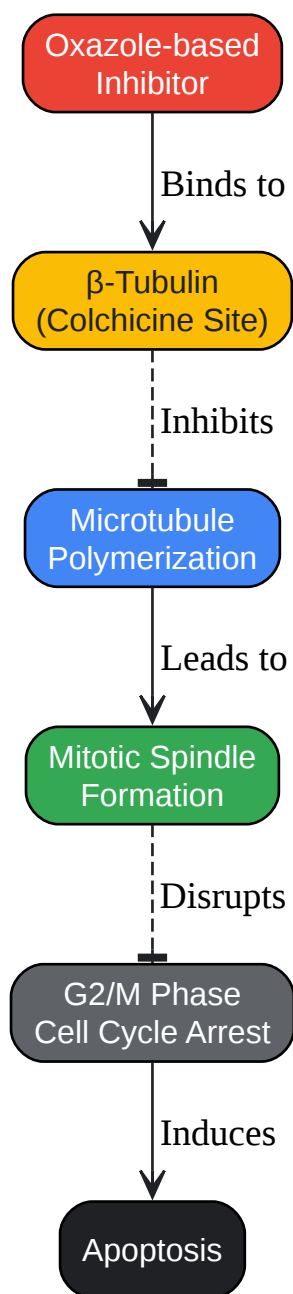 Oxazole-based
Inhibitor
Binds to
β-Tubulin
(Colchicine Site)
Inhibits
Microtubule
Polymerization
Leads to
Mitotic Spindle
Formation
Disrupts
G2/M Phase
Cell Cycle Arrest
Induces
Apoptosis